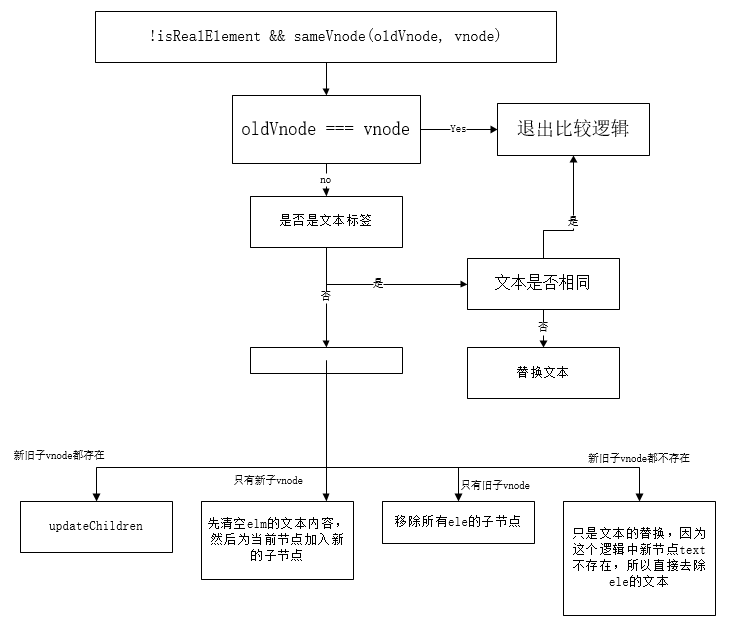 !isRealElement && sameVnode(oldVnode, vnode)
oldVnode === vnode
Yes
退出比较逻辑
no
是否是文本标签
是
是
文本是否相同
否
否
替换文本
新旧子vnode都存在
只有新子vnode
只有旧子vnode
新旧子vnode都不存在
updateChildren
先清空elm的文本内容，
然后为当前节点加入新
的子节点
移除所有ele的子节点
只是文本的替换，因为
这个逻辑中新节点text
不存在，所以直接去除
ele的文本